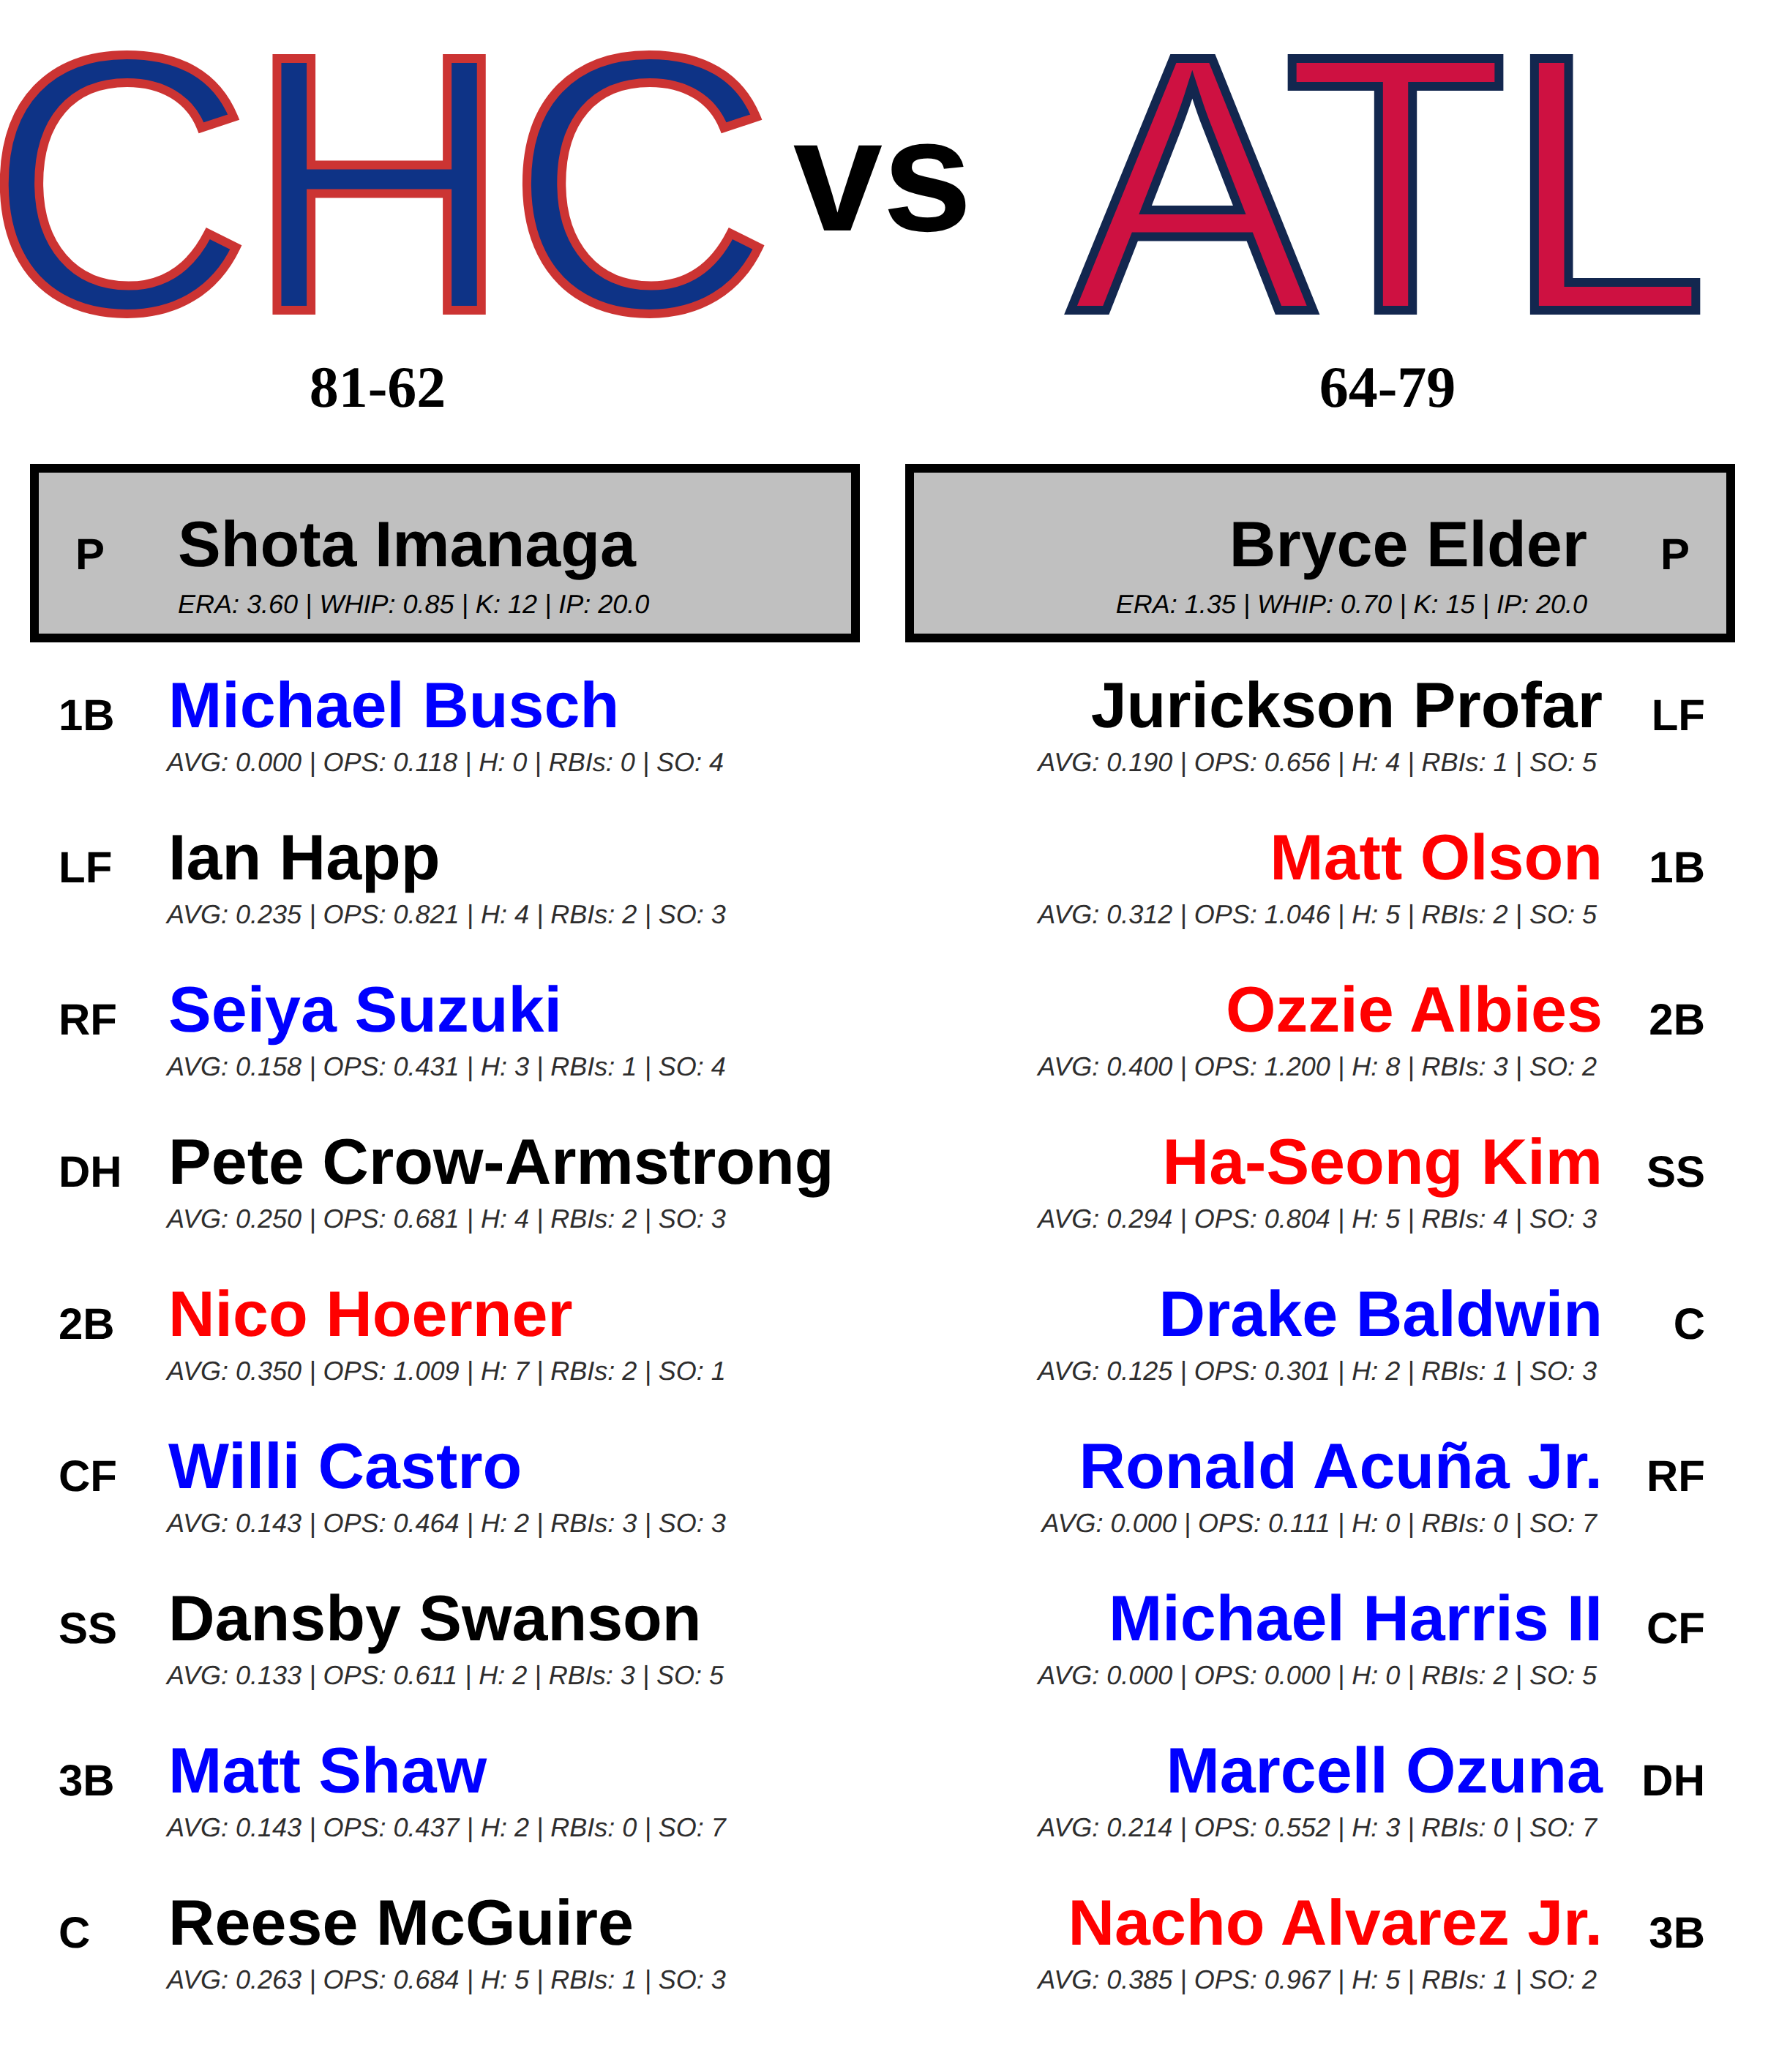 CHC vs ATL
81-62 64-79
P Shota Imanaga
ERA: 3.60 | WHIP: 0.85 | K: 12 | IP: 20.0
Bryce Elder P
ERA: 1.35 | WHIP: 0.70 | K: 15 | IP: 20.0
1B Michael Busch
AVG: 0.000 | OPS: 0.118 | H: 0 | RBIs: 0 | SO: 4
LF Ian Happ
AVG: 0.235 | OPS: 0.821 | H: 4 | RBIs: 2 | SO: 3
RF Seiya Suzuki
AVG: 0.158 | OPS: 0.431 | H: 3 | RBIs: 1 | SO: 4
DH Pete Crow-Armstrong
AVG: 0.250 | OPS: 0.681 | H: 4 | RBIs: 2 | SO: 3
2B Nico Hoerner
AVG: 0.350 | OPS: 1.009 | H: 7 | RBIs: 2 | SO: 1
CF Willi Castro
AVG: 0.143 | OPS: 0.464 | H: 2 | RBIs: 3 | SO: 3
SS Dansby Swanson
AVG: 0.133 | OPS: 0.611 | H: 2 | RBIs: 3 | SO: 5
3B Matt Shaw
AVG: 0.143 | OPS: 0.437 | H: 2 | RBIs: 0 | SO: 7
C Reese McGuire
AVG: 0.263 | OPS: 0.684 | H: 5 | RBIs: 1 | SO: 3
Jurickson Profar LF
AVG: 0.190 | OPS: 0.656 | H: 4 | RBIs: 1 | SO: 5
Matt Olson 1B
AVG: 0.312 | OPS: 1.046 | H: 5 | RBIs: 2 | SO: 5
Ozzie Albies 2B
AVG: 0.400 | OPS: 1.200 | H: 8 | RBIs: 3 | SO: 2
Ha-Seong Kim SS
AVG: 0.294 | OPS: 0.804 | H: 5 | RBIs: 4 | SO: 3
Drake Baldwin C
AVG: 0.125 | OPS: 0.301 | H: 2 | RBIs: 1 | SO: 3
Ronald Acuña Jr. RF
AVG: 0.000 | OPS: 0.111 | H: 0 | RBIs: 0 | SO: 7
Michael Harris II CF
AVG: 0.000 | OPS: 0.000 | H: 0 | RBIs: 2 | SO: 5
Marcell Ozuna DH
AVG: 0.214 | OPS: 0.552 | H: 3 | RBIs: 0 | SO: 7
Nacho Alvarez Jr. 3B
AVG: 0.385 | OPS: 0.967 | H: 5 | RBIs: 1 | SO: 2